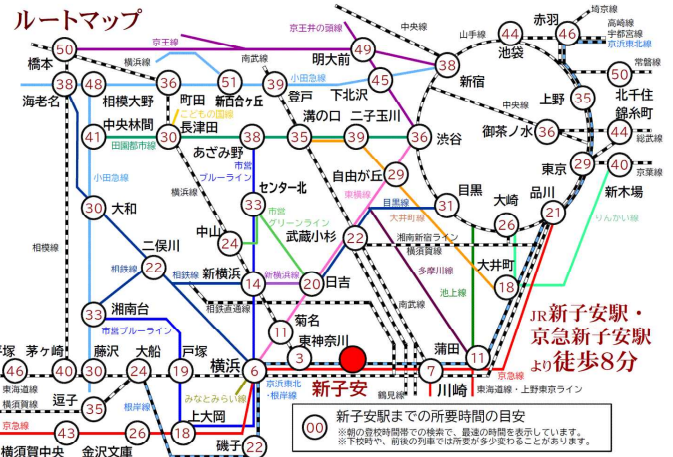 ルートマップ
埼京線
高崎線
宇都宮線
京浜東北線
赤羽
46
44
池袋
山手線
中央線
京王井の頭線
京王線
50
橋本
49
明大前
38
新宿
常磐線
50
北千住
横浜線
南武線
小田急線
38
海老名
48
相模大野
36
町田
51
新百合ヶ丘
39
登戸
45
下北沢
35
上野
中央線
錦糸町
44
総武線
36
御茶ノ水
こどもの国線
41
中央林間
30
長津田
38
あざみ野
35
溝の口
39
二子玉川
36
渋谷
田園都市線
市営
ブルーライン
29
東京
40
京葉線
新木場
29
自由が丘
小田急線
横浜線
センター北
33
東横線
目黒
31
目黒線
大井町線
大崎
26
品川
21
りんかい線
30
大和
市営
グリーンライン
中山
24
武蔵小杉
22
湘南新宿ライン
横須賀線
相模線
二俣川
22
相鉄線
相鉄線
新横浜
14
新横浜線
20
日吉
多摩川線
大井町
18
池上線
相鉄直通線
南武線
33
湘南台
市営ブルーライン
11
菊名
JR新子安駅・
京急新子安駅
より徒歩8分
東神奈川
3
蒲田
11
平塚
46
茅ヶ崎
40
藤沢
30
大船
24
戸塚
19
横浜
6
新子安
7
川崎
京急線
東海道線
東海道線・上野東京ライン
横須賀線
逗子
35
根岸線
みなとみらい線
京浜東北
・根岸線
鶴見線
上大岡
18
京急線
43
横須賀中央
26
金沢文庫
磯子
22
00
新子安駅までの所要時間の目安
※朝の登校時間帯での検索で、最速の時間を表示しています。
※下校時や、前後の列車では所要が多少変わることがあります。